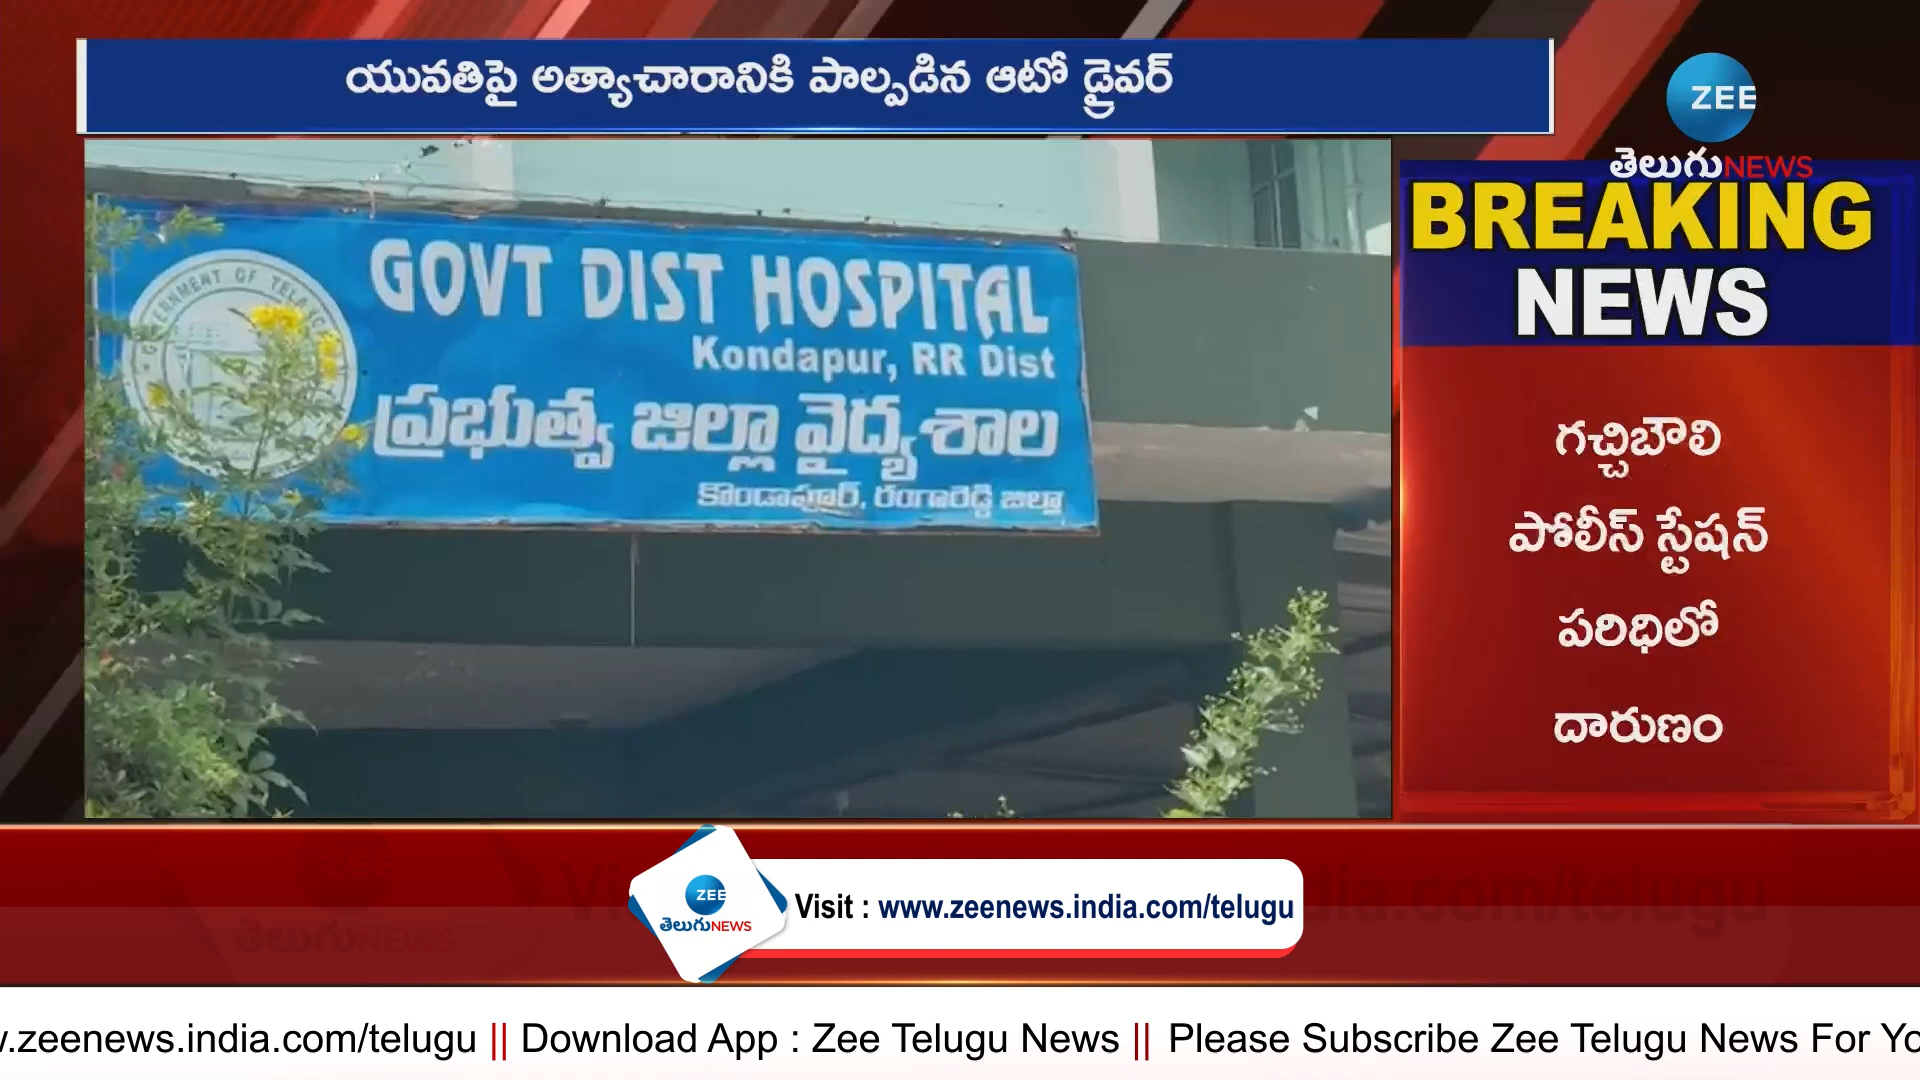 యువతిపై అత్యాచారానికి పాల్పడిన ఆటో డ్రైవర్
ZEE
తెలుగు NEWS
BREAKING
NEWS
గచ్చిబౌలి
పోలీస్ స్టేషన్
పరిధిలో
దారుణం
GOVT DIST HOSPITAL
Kondapur, RR Dist
ప్రభుత్వ జిల్లా వైద్యశాల
కొండాపూర్, రంగారెడ్డి జిల్లా
GOVERNMENT OF
ZEE
తెలుగు NEWS
Visit : www.zeenews.india.com/telugu
.zeenews.india.com/telugu || Download App : Zee Telugu News || Please Subscribe Zee Telugu News For Yo